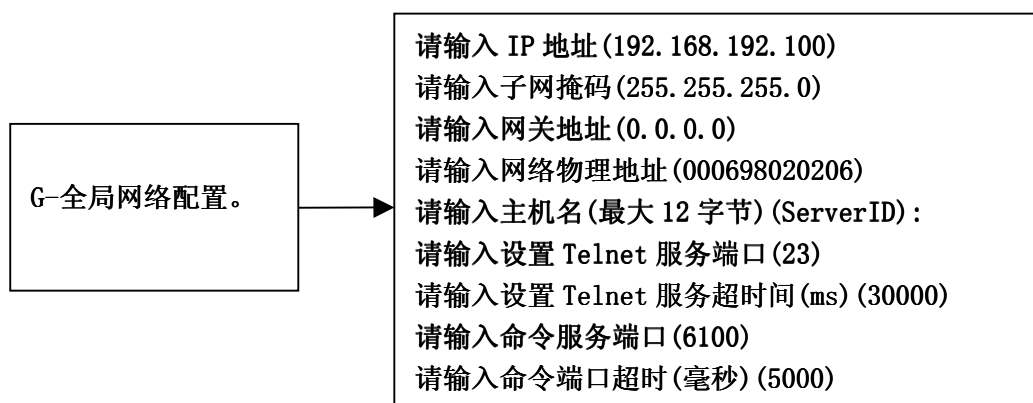 G-全局网络配置。
请输入 IP 地址(192.168.192.100)
请输入子网掩码(255.255.255.0)
请输入网关地址(0.0.0.0)
请输入网络物理地址(000698020206)
请输入主机名(最大 12 字节)(ServerID):
请输入设置 Telnet 服务端口(23)
请输入设置 Telnet 服务超时间(ms)(30000)
请输入命令服务端口(6100)
请输入命令端口超时(毫秒)(5000)